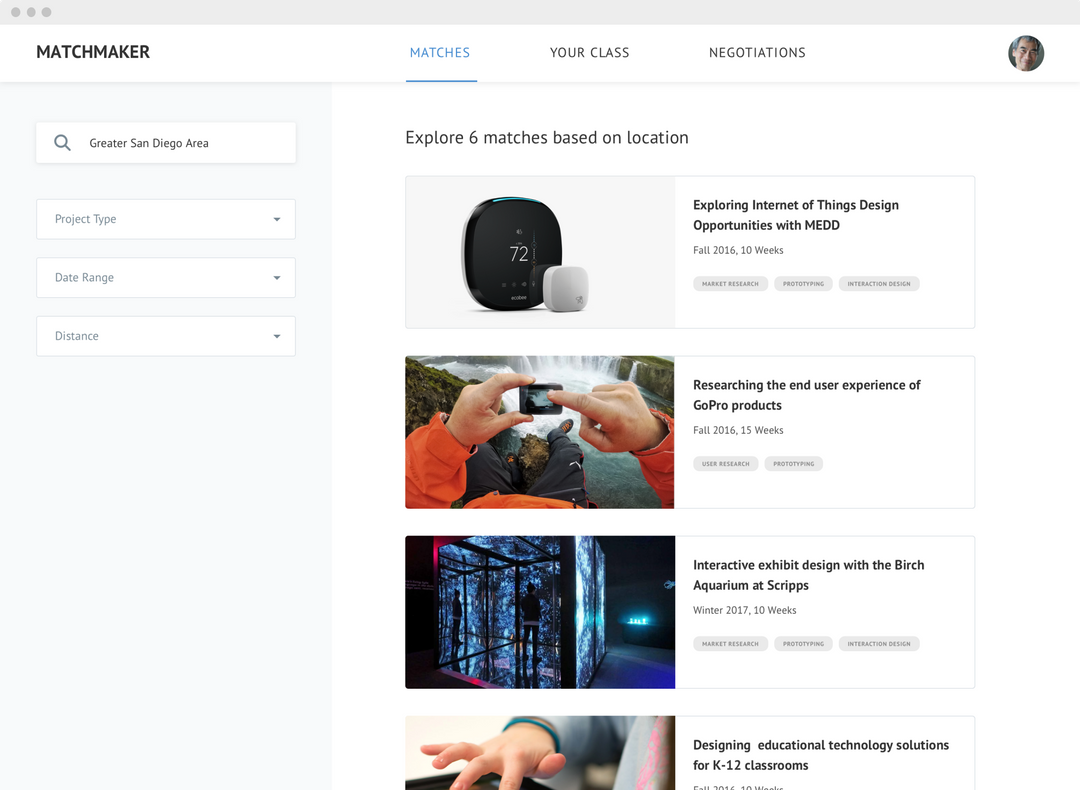 MATCHMAKER
MATCHES
YOUR CLASS
NEGOTIATIONS
Greater San Diego Area
Project Type
Date Range
Distance
Explore 6 matches based on location
72
ecobee
Exploring Internet of Things Design
Opportunities with MEDD
Fall 2016, 10 Weeks
MARKET RESEARCH
PROTOTYPING
INTERACTION DESIGN
Researching the end user experience of
GoPro products
Fall 2016, 15 Weeks
USER RESEARCH
PROTOTYPING
Interactive exhibit design with the Birch
Aquarium at Scripps
Winter 2017, 10 Weeks
MARKET RESEARCH
PROTOTYPING
INTERACTION DESIGN
Designing educational technology solutions
for K-12 classrooms
Fall 2016, 10 Weeks